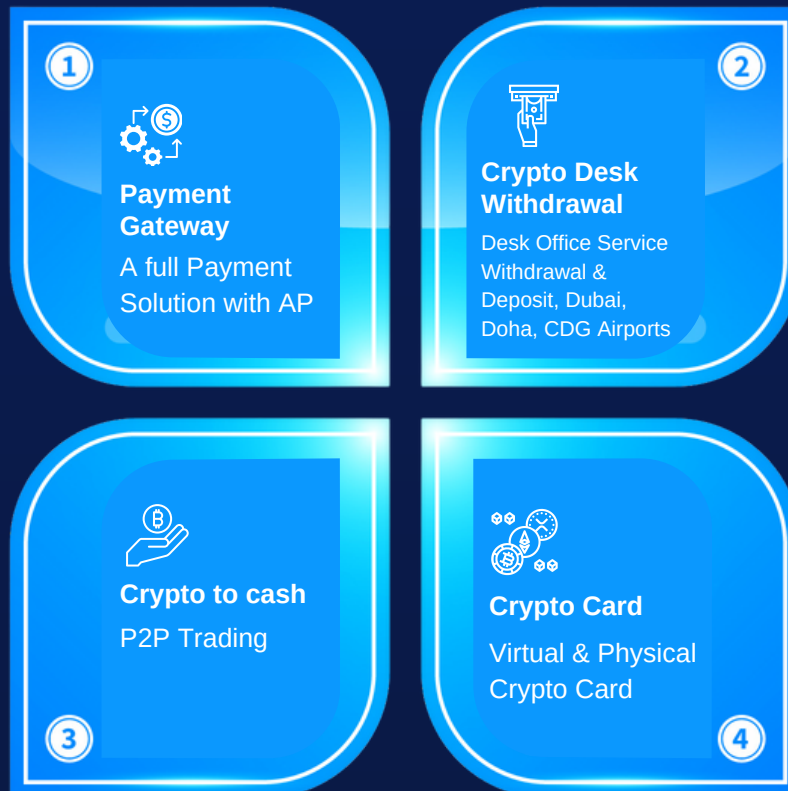 1
Payment
Gateway
A full Payment
Solution with AP
2
Crypto Desk
Withdrawal
Desk Office Service
Withdrawal &
Deposit, Dubai,
Doha, CDG Airports
3
Crypto to cash
P2P Trading
4
Crypto Card
Virtual & Physical
Crypto Card